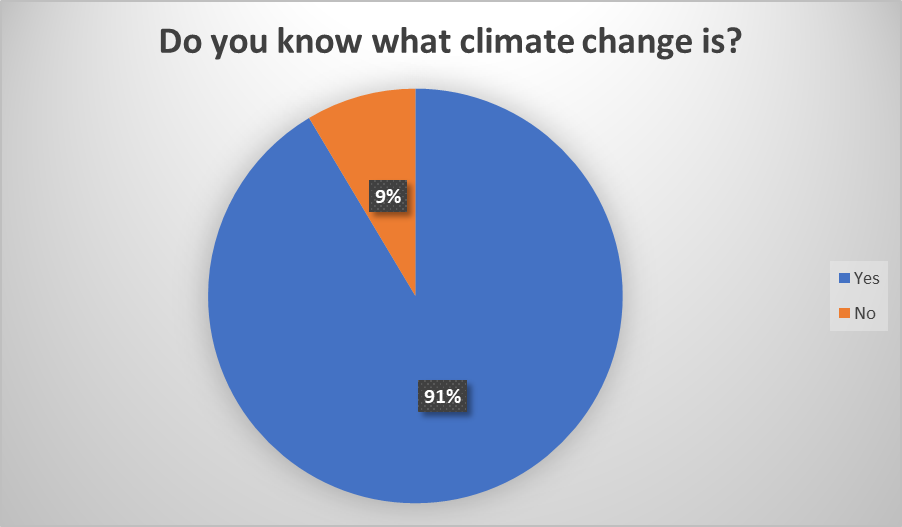 Do you know what climate change is?
9%
91%
Yes
No